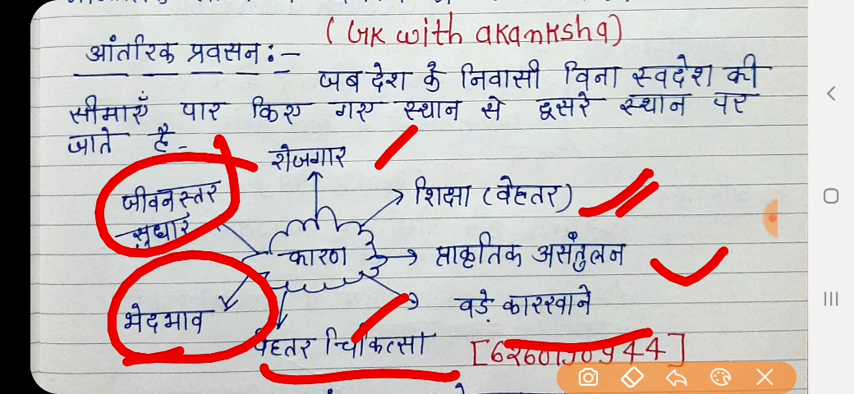 (GK with akanksha)
आंतरिक प्रवसन:-
जब देश के निवासी बिना स्वदेश की
सीमाएँ पार किए गए स्थान से दूसरे स्थान पर
जाते है-
रोजगार
जीवनस्तर
सुधार
शिक्षा (बेहतर)
कारण
प्राकृतिक असंतुलन
भेदभाव
बड़े कारखाने
बेहतर चिकित्सा